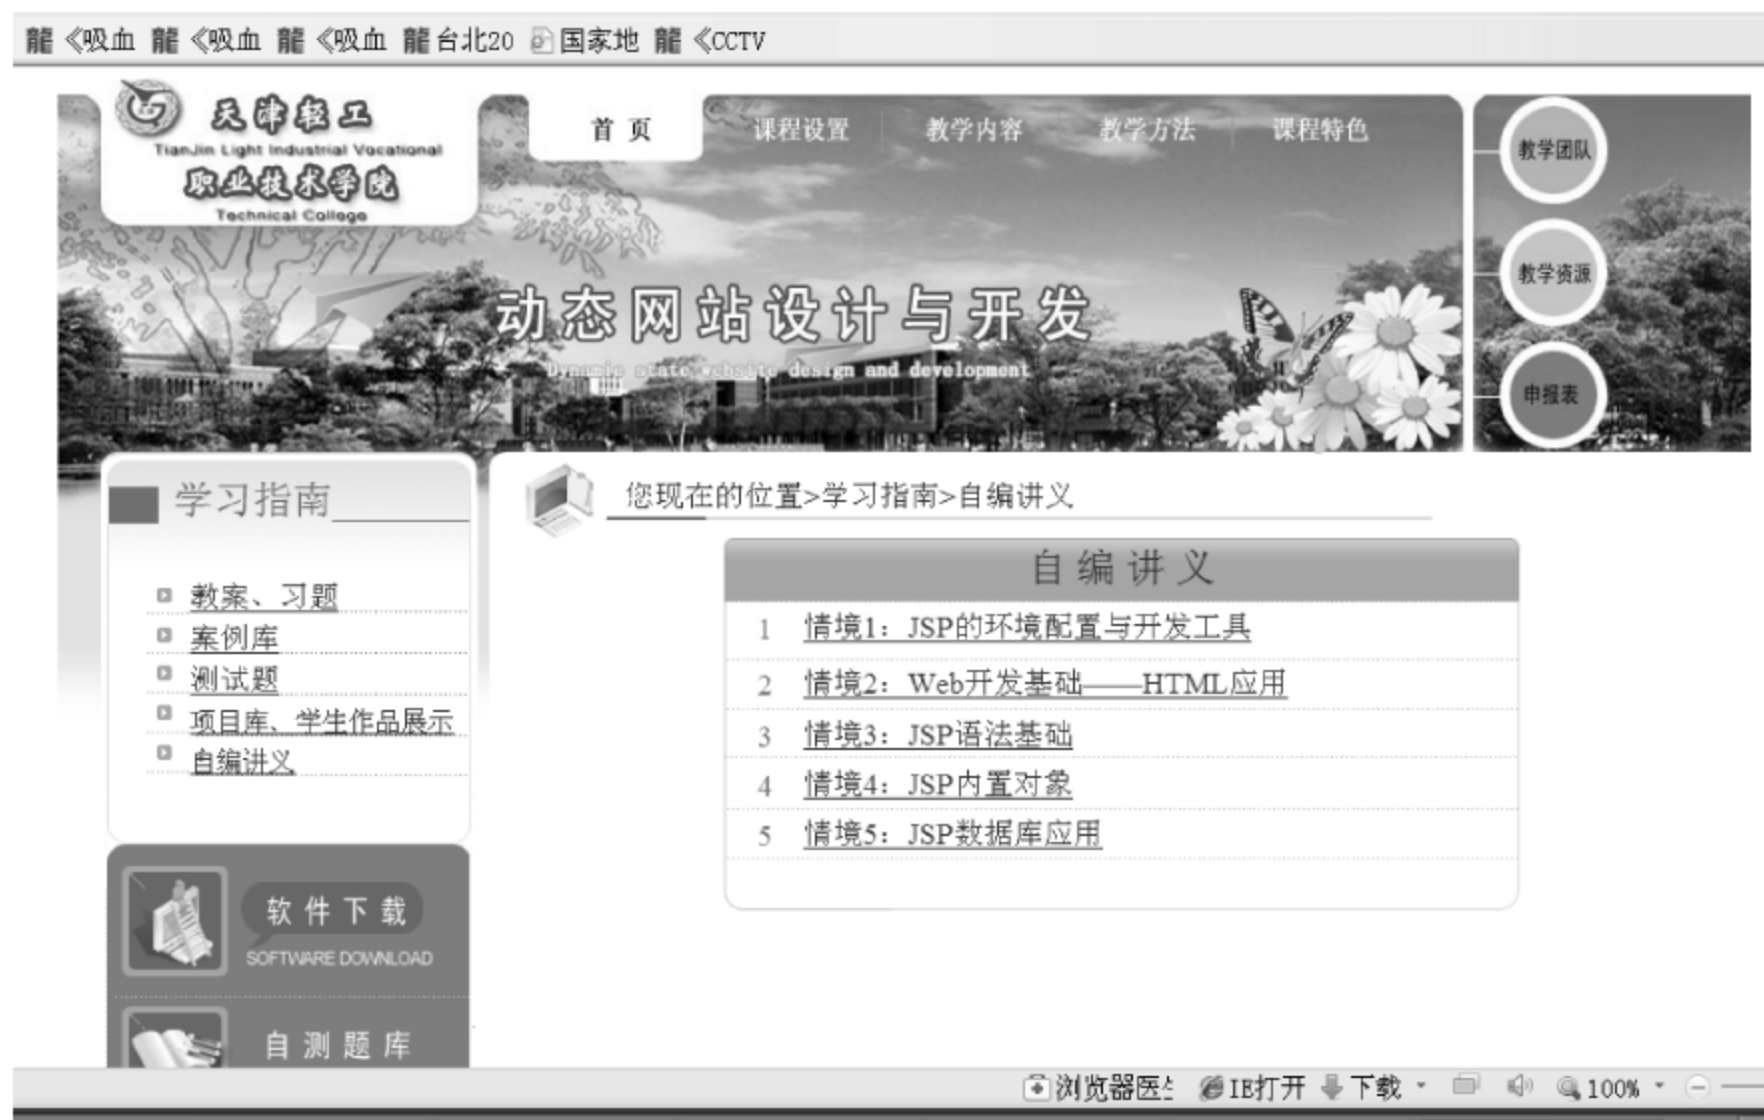 龍《吸血 龍《吸血 龍《吸血 龍台北20 国家地 龍《CCTV
天津轻工
TianJin Light Industrial Vacational
职业技术学院
Technical College
首 页 课程设置 教学内容 教学方法 课程特色
教学团队
教学资源
申报表
动态网站设计与开发
Dynamic state website design and development
学习指南
教案、习题
案例库
测试题
项目库、学生作品展示
自编讲义
您现在的位置>学习指南>自编讲义
自编讲义
1 情境1：JSP的环境配置与开发工具
2 情境2：Web开发基础——HTML应用
3 情境3：JSP语法基础
4 情境4：JSP内置对象
5 情境5：JSP数据库应用
软件下载
SOFTWARE DOWNLOAD
自测题库
浏览器医 IE打开 下载 100%